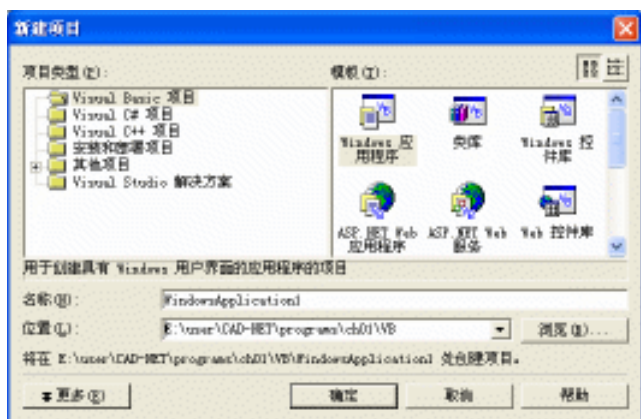 新建项目
项目类型(P):
模板(T):
Visual Basic 项目
Visual C# 项目
Visual C++ 项目
安装和部署项目
其他项目
Visual Studio 解决方案
Windows 应用程序
类库
Windows 控件库
ASP.NET Web 应用程序
ASP.NET Web 服务
Web 控件库
用于创建具有 Windows 用户界面的应用程序的项目
名称(N):
WindowsApplication1
位置(L):
E:\user\CAD-NET\programs\ch01\VB
浏览(B)...
将在 E:\user\CAD-NET\programs\ch01\VB\WindowsApplication1 处创建项目。
更多(E)
确定
取消
帮助